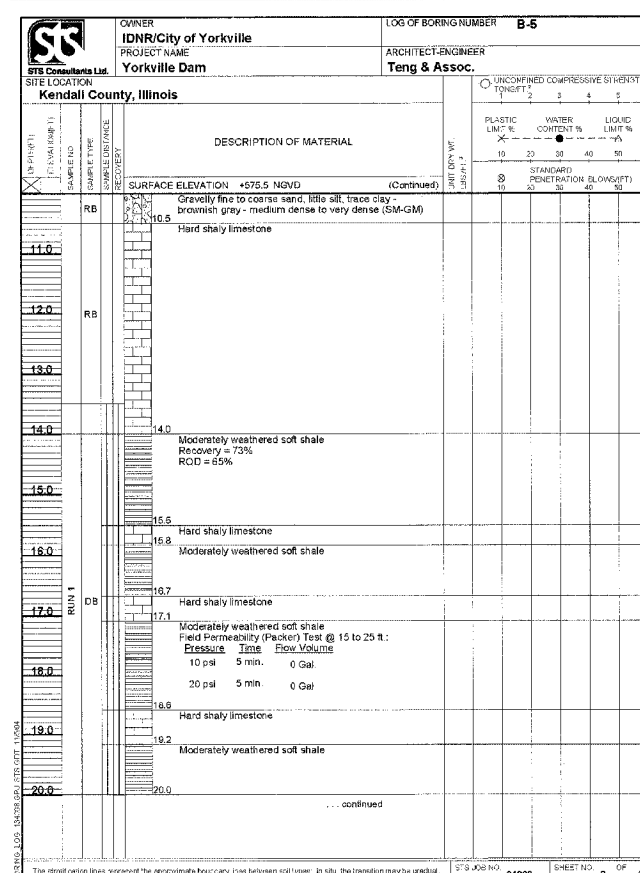 STS
STS Consultants Ltd.
OWNER
IDNR/City of Yorkville
LOG OF BORING NUMBER B-5
PROJECT NAME
Yorkville Dam
ARCHITECT-ENGINEER
Teng & Assoc.
SITE LOCATION
Kendall County, Illinois
UNCONFINED COMPRESSIVE STRENGT
TONS/FT.2
1 2 3 4 5
PLASTIC LIMIT %
WATER CONTENT %
LIQUID LIMIT %
10 20 30 40 50
STANDARD
PENETRATION BLOWS/(FT)
10 20 30 40 50
DEPTH(FT)
ELEVATION(FT)
SAMPLE NO
SAMPLE TYPE
SAMPLE DISTANCE
RECOVERY
DESCRIPTION OF MATERIAL
UNIT DRY WT.
LBS/FT.3
SURFACE ELEVATION +575.5 NGVD (Continued)
RB
Gravelly fine to coarse sand, little silt, trace clay -
brownish gray - medium dense to very dense (SM-GM)
10.5
Hard shaly limestone
11.0
12.0
RB
13.0
14.0
14.0
Moderately weathered soft shale
Recovery = 73%
RQD = 65%
15.0
15.5
Hard shaly limestone
15.8
16.0
Moderately weathered soft shale
16.7
RUN 1
DB
Hard shaly limestone
17.0
17.1
Moderately weathered soft shale
Field Permeability (Packer) Test @ 15 to 25 ft.:
Pressure Time Flow Volume
10 psi 5 min. 0 Gal.
18.0
20 psi 5 min. 0 Gal
18.6
Hard shaly limestone
19.0
19.2
Moderately weathered soft shale
20.0
20.0
... continued
The stratification lines represent the approximate boundary lines between soil types: in situ, the transition may be gradual.
STS JOB NO.
SHEET NO. OF